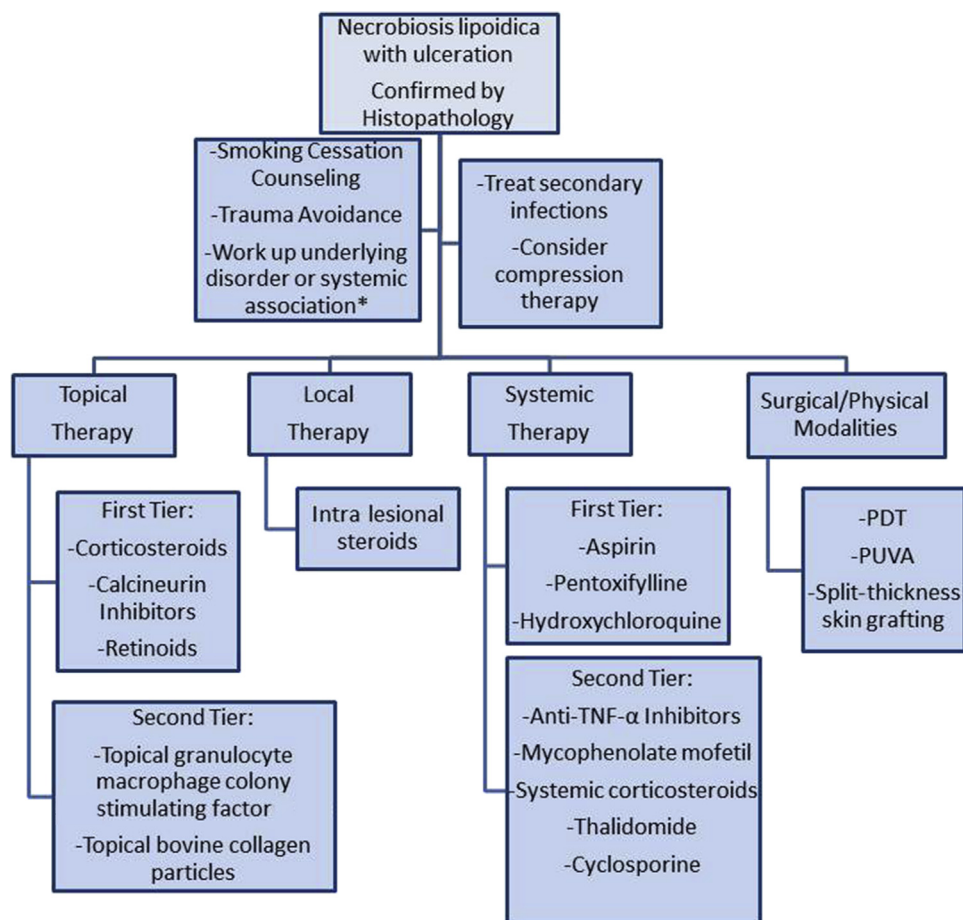 Necrobiosis lipoidica
with ulceration
Confirmed by
Histopathology
-Smoking Cessation
Counseling
-Trauma Avoidance
-Work up underlying
disorder or systemic
association*
-Treat secondary
infections
-Consider
compression
therapy
Topical
Therapy
Local
Therapy
Systemic
Therapy
Surgical/Physical
Modalities
First Tier:
-Corticosteroids
-Calcineurin
Inhibitors
-Retinoids
Second Tier:
-Topical granulocyte
macrophage colony
stimulating factor
-Topical bovine collagen
particles
Intra lesional
steroids
First Tier:
-Aspirin
-Pentoxifylline
-Hydroxychloroquine
Second Tier:
-Anti-TNF-α Inhibitors
-Mycophenolate mofetil
-Systemic corticosteroids
-Thalidomide
-Cyclosporine
-PDT
-PUVA
-Split-thickness
skin grafting